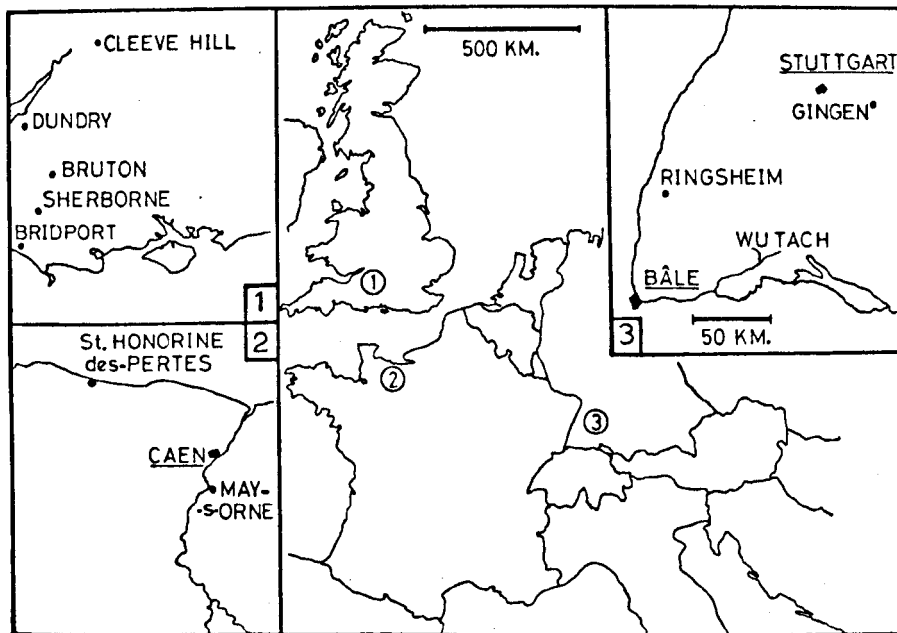 CLEEVE HILL
DUNDRY
BRUTON
SHERBORNE
BRIDPORT
1
2
St. HONORINE
des-PERTES
CAEN
MAY-
-S-ORNE
500 KM.
1
2
3
STUTTGART
GINGEN
RINGSHEIM
WUTACH
BÂLE
3
50 KM.